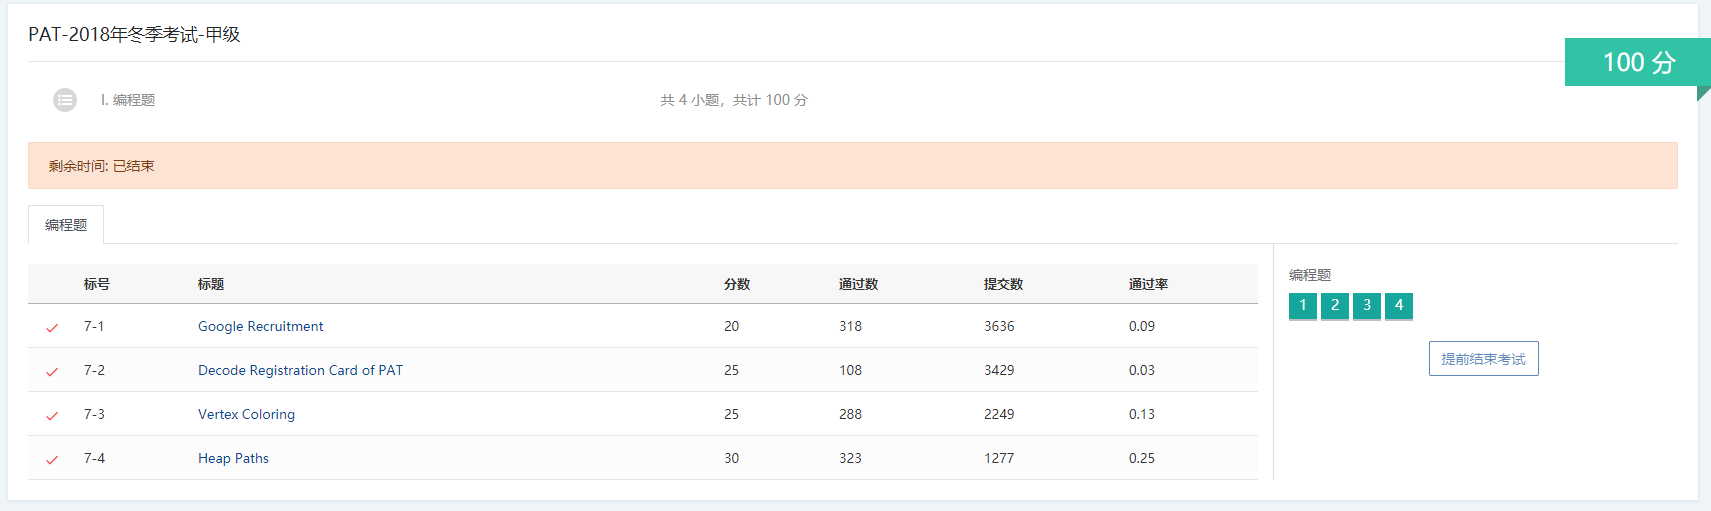 PAT-2018年冬季考试-甲级
100 分
I. 编程题 共 4 小题，共计 100 分
剩余时间: 已结束
编程题
标号 标题 分数 通过数 提交数 通过率
7-1 Google Recruitment 20 318 3636 0.09
7-2 Decode Registration Card of PAT 25 108 3429 0.03
7-3 Vertex Coloring 25 288 2249 0.13
7-4 Heap Paths 30 323 1277 0.25
编程题
1 2 3 4
提前结束考试